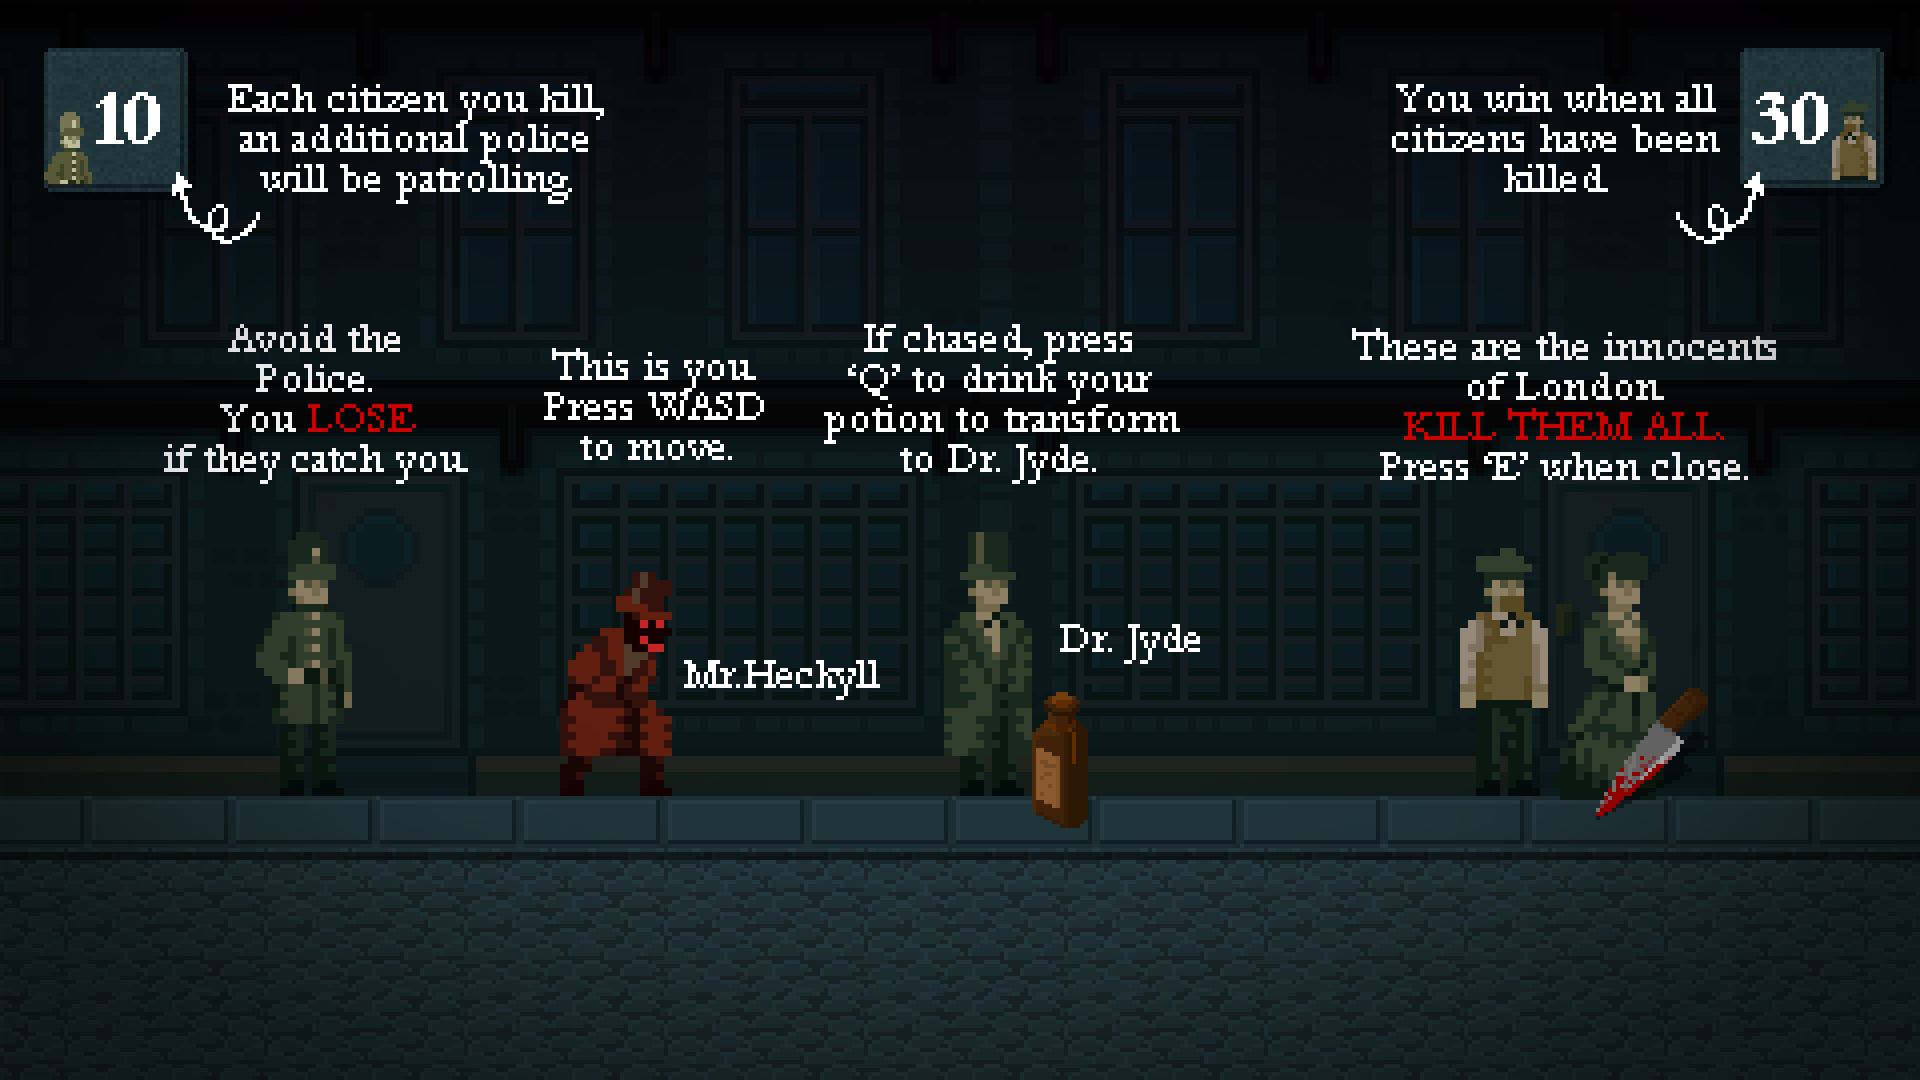 10
Each citizen you kill,
an additional police
will be patrolling.
You win when all
citizens have been
killed.
30
Avoid the
Police.
You LOSE
if they catch you.
This is you.
Press WASD
to move.
If chased, press
‘Q’ to drink your
potion to transform
to Dr. Jyde.
These are the innocents
of London.
KILL THEM ALL.
Press ‘E’ when close.
Mr.Heckyll
Dr. Jyde